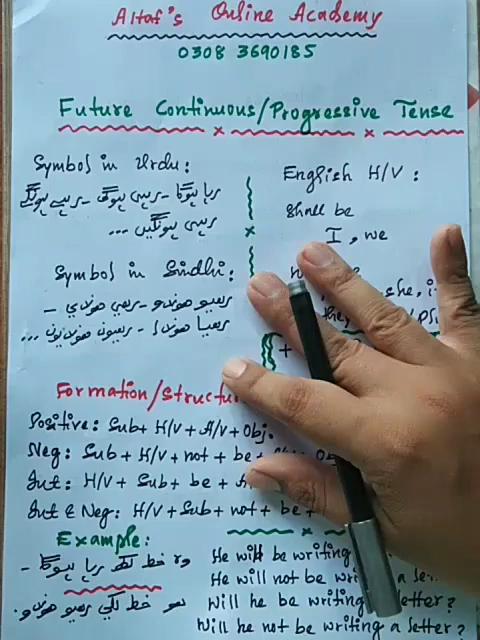 Altaf's Online Academy
0308 3690185
Future Continuous/Progressive Tense
Symbol in Urdu:
رہا ہوگا - رہی ہوگی - رہے ہونگے
رہی ہونگیں ...
Symbol in Sindhi:
رهيو هوندو - رهي هوندي -
رهيا هوندا - رهيون هونديون ...
English H/V:
shall be
I, we
she, i
they
+
Formation/Structu
Positive: Sub + H/V + A/V + Obj.
Neg: Sub + H/V + not + be +
Int: H/V + Sub + be +
Int & Neg: H/V + Sub + not + be +
Example:
وہ خط لکھ رہا ہوگا -
هو خط لکي رهيو هوندو.
He will be writing
He will not be wri a
Will he be writing letter?
Will he not be writing a letter?